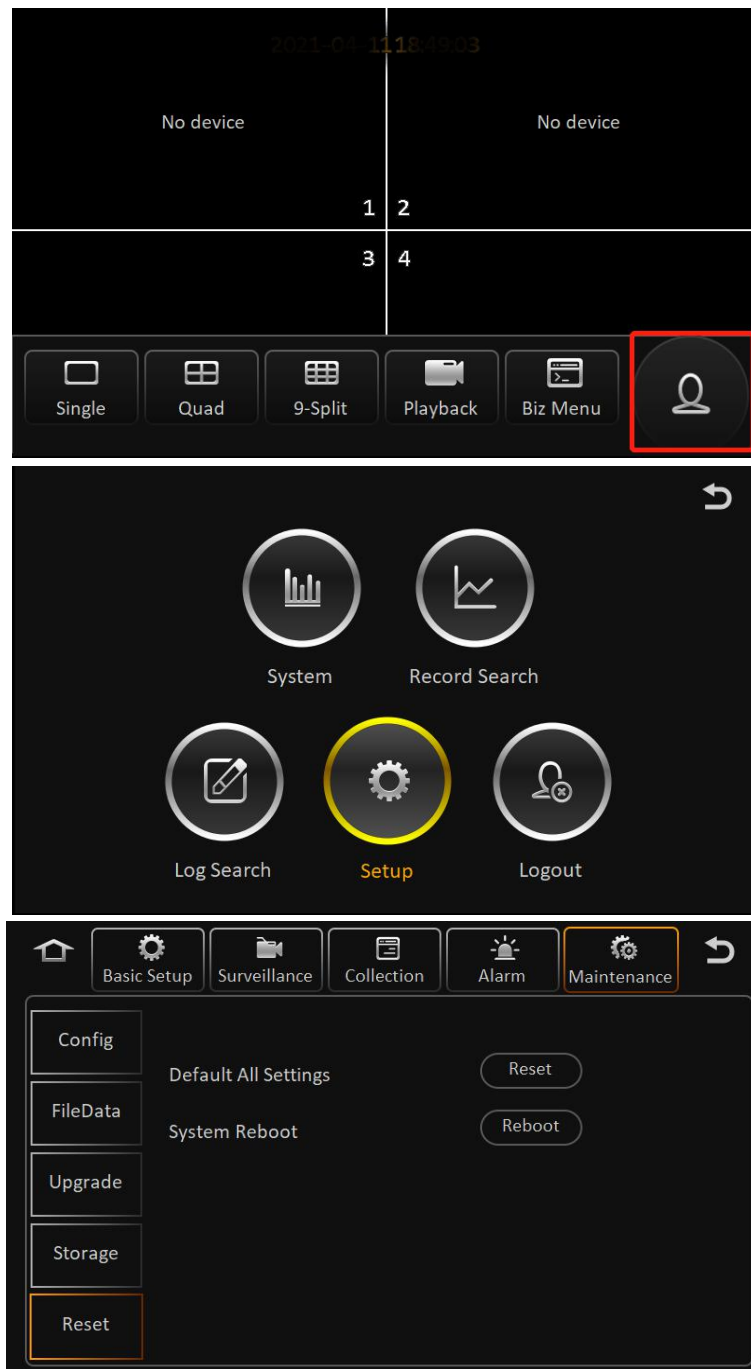 2021-04-11 18:49:03
No device No device
1 2
3 4
Single Quad 9-Split Playback Biz Menu
System Record Search
Log Search Setup Logout
Basic Setup Surveillance Collection Alarm Maintenance
Config
Default All Settings Reset
FileData
System Reboot Reboot
Upgrade
Storage
Reset